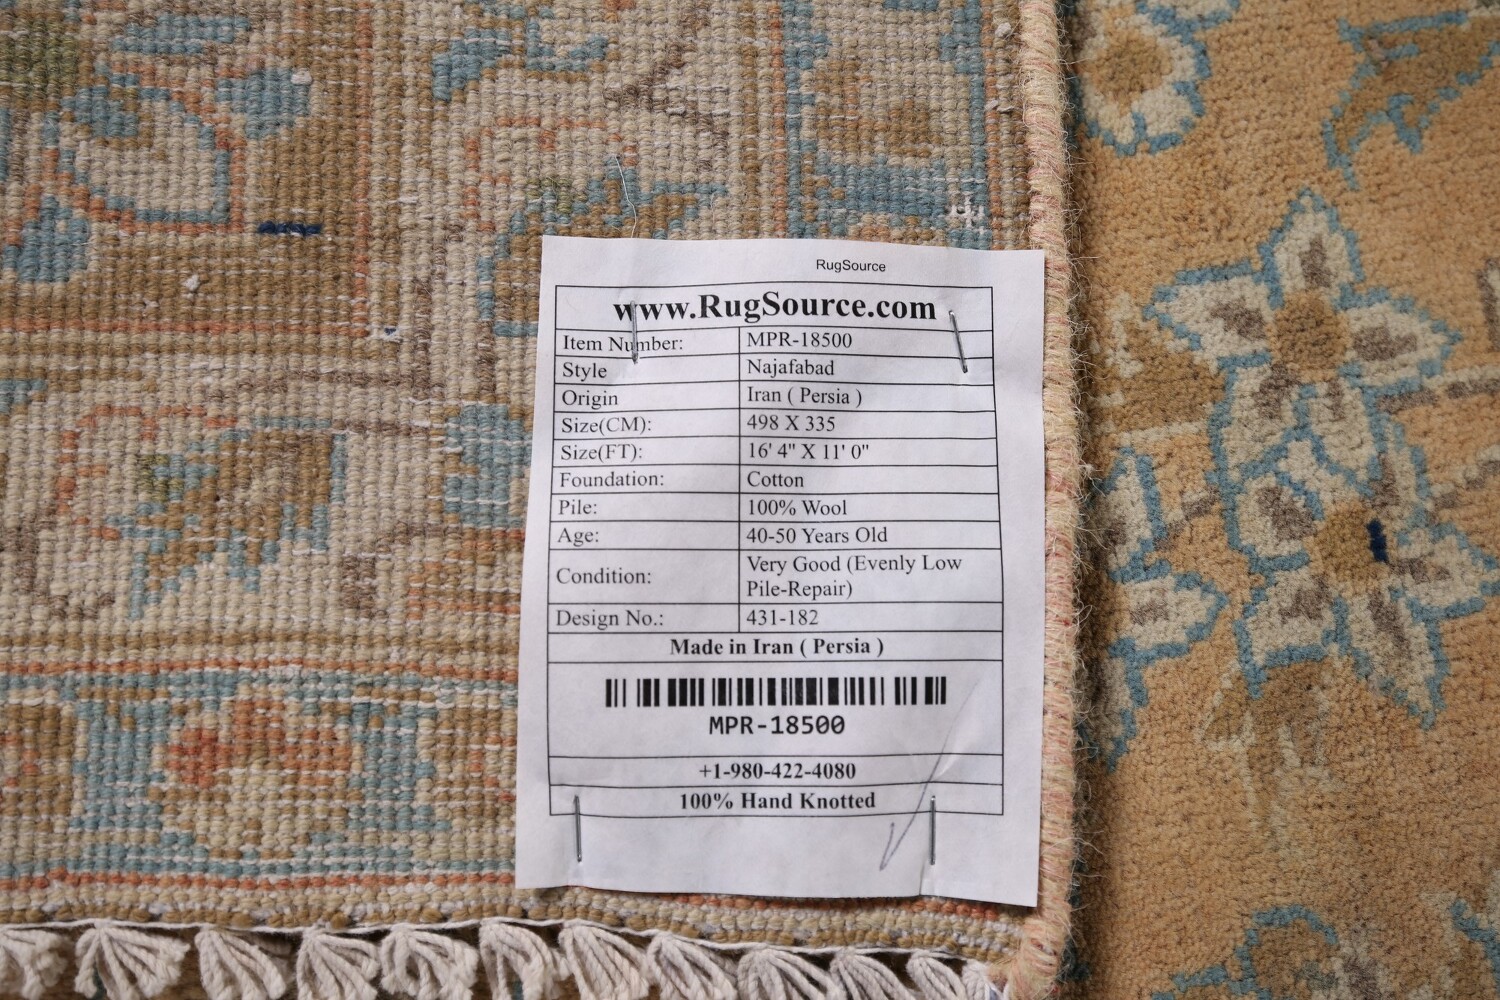 RugSource
www.RugSource.com
Item Number: MPR-18500
Style Najafabad
Origin Iran ( Persia )
Size(CM): 498 X 335
Size(FT): 16' 4" X 11' 0"
Foundation: Cotton
Pile: 100% Wool
Age: 40-50 Years Old
Condition: Very Good (Evenly Low
Pile-Repair)
Design No.: 431-182
Made in Iran ( Persia )
MPR-18500
+1-980-422-4080
100% Hand Knotted